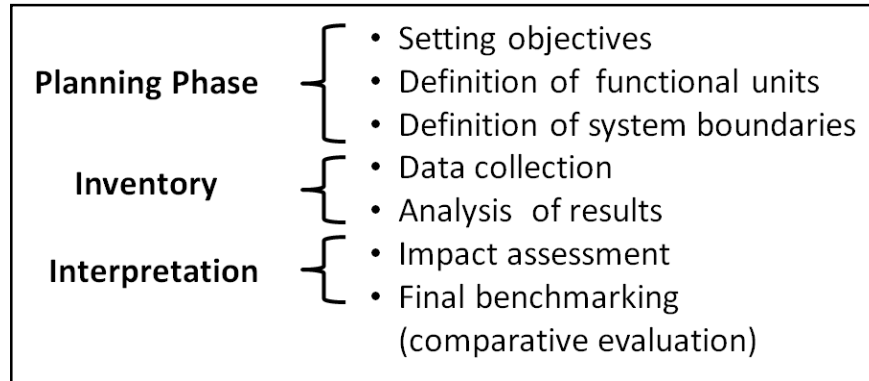 Planning Phase
• Setting objectives
• Definition of functional units
• Definition of system boundaries
Inventory
• Data collection
• Analysis of results
Interpretation
• Impact assessment
• Final benchmarking
(comparative evaluation)